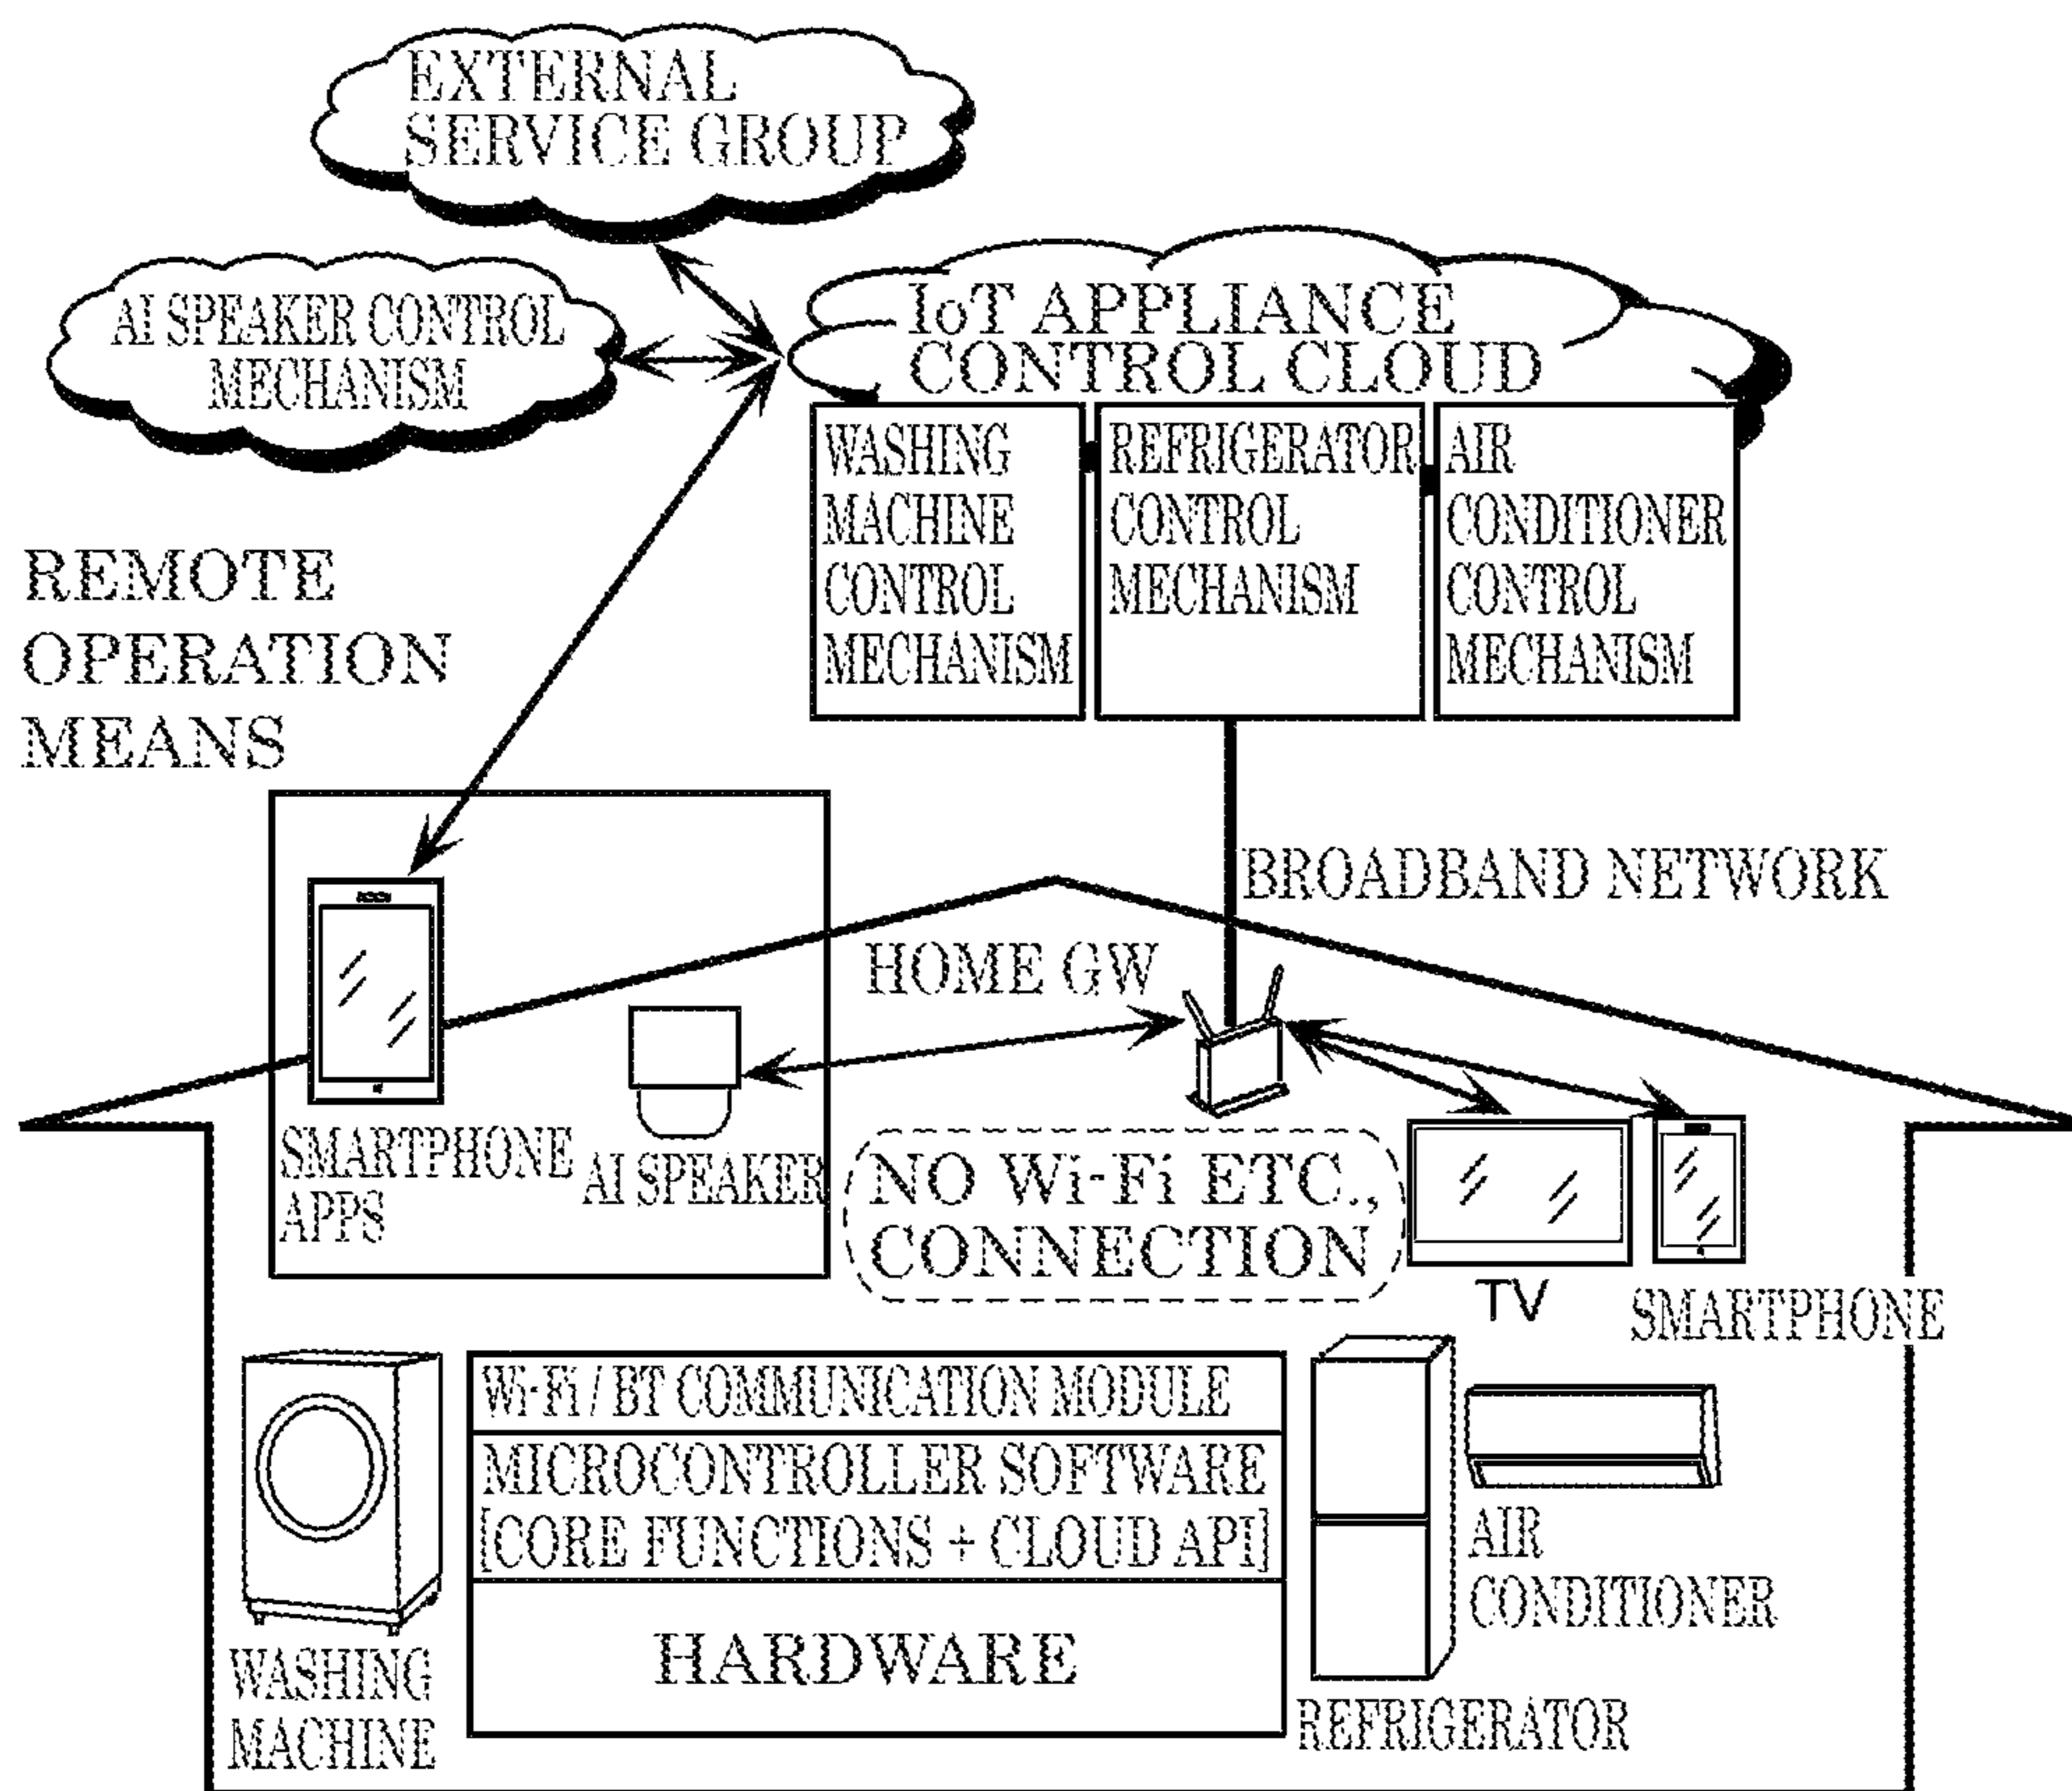 EXTERNAL
SERVICE GROUP
AI SPEAKER CONTROL
MECHANISM
IoT APPLIANCE
CONTROL CLOUD
WASHING
MACHINE
CONTROL
MECHANISM
REFRIGERATOR
CONTROL
MECHANISM
AIR
CONDITIONER
CONTROL
MECHANISM
REMOTE
OPERATION
MEANS
BROADBAND NETWORK
HOME GW
SMARTPHONE
APPS
AI SPEAKER
NO Wi-Fi ETC.,
CONNECTION
TV
SMARTPHONE
Wi-Fi / BT COMMUNICATION MODULE
MICROCONTROLLER SOFTWARE
[CORE FUNCTIONS + CLOUD API]
HARDWARE
WASHING
MACHINE
REFRIGERATOR
AIR
CONDITIONER